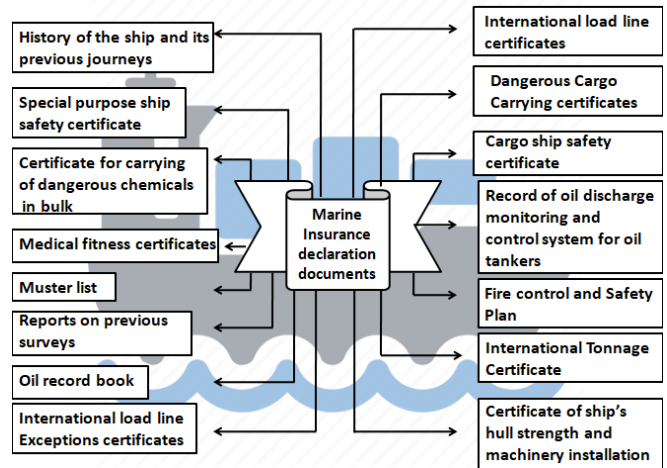 History of the ship and its
previous journeys
Special purpose ship
safety certificate
Certificate for carrying
of dangerous chemicals
in bulk
Medical fitness certificates
Muster list
Reports on previous
surveys
Oil record book
International load line
Exceptions certificates
Marine
Insurance
declaration
documents
International load line
certificates
Dangerous Cargo
Carrying certificates
Cargo ship safety
certificate
Record of oil discharge
monitoring and
control system for oil
tankers
Fire control and Safety
Plan
International Tonnage
Certificate
Certificate of ship's
hull strength and
machinery installation